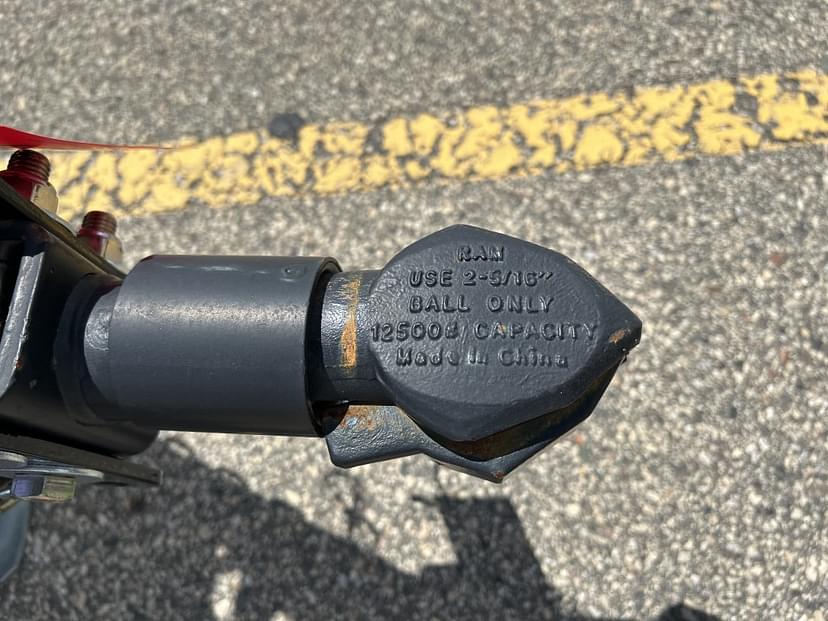 RAM
USE 2-5/16"
BALL ONLY
12500# CAPACITY
Made In China